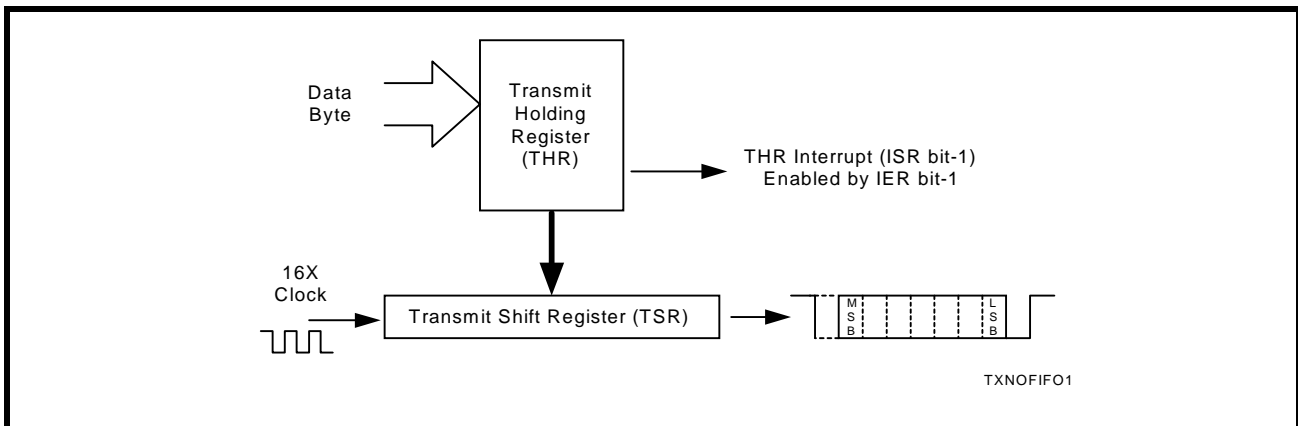 Data
Byte
Transmit
Holding
Register
(THR)
THR Interrupt (ISR bit-1)
Enabled by IER bit-1
16X
Clock
Transmit Shift Register (TSR)
M
S
B
L
S
B
TXNOFIFO1